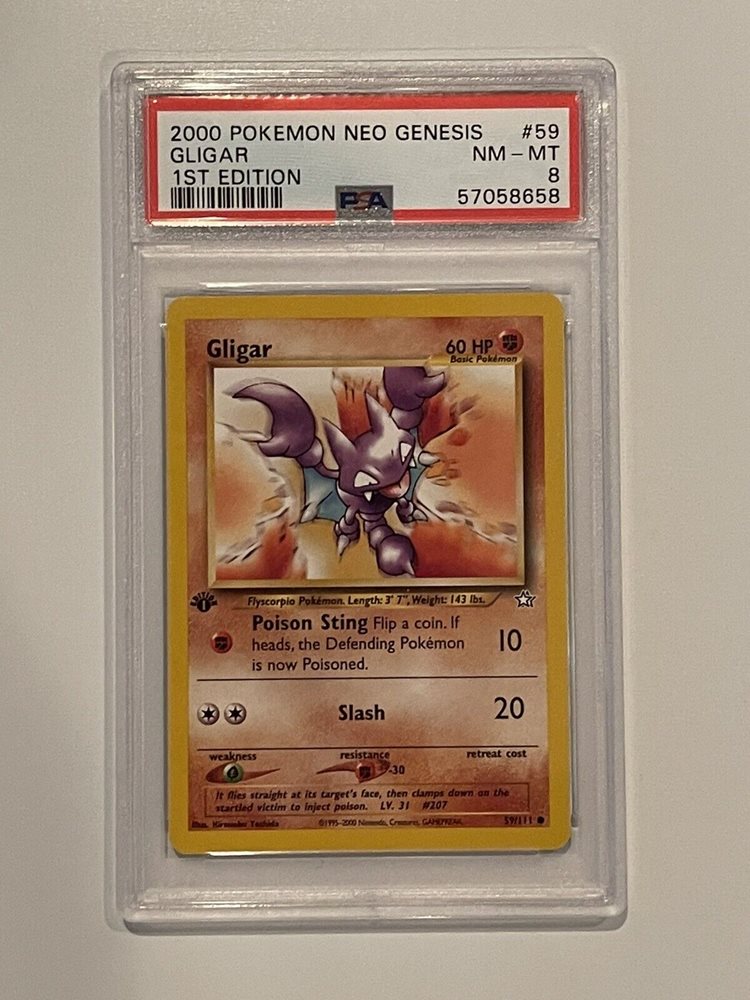 2000 POKEMON NEO GENESIS #59
GLIGAR NM - MT
1ST EDITION 8
PSA 57058658
Gligar 60 HP
Basic Pokémon
EDITION 1
Flyscorpio Pokémon. Length: 3' 7", Weight: 143 lbs.
Poison Sting Flip a coin. If
heads, the Defending Pokémon 10
is now Poisoned.
Slash 20
weakness resistance retreat cost
-30
It flies straight at its target's face, then clamps down on the
startled victim to inject poison. LV. 31 #207
Illus. Hironobu Yoshida ©1995-2000 Nintendo, Creatures, GAMEFREAK. 59/111